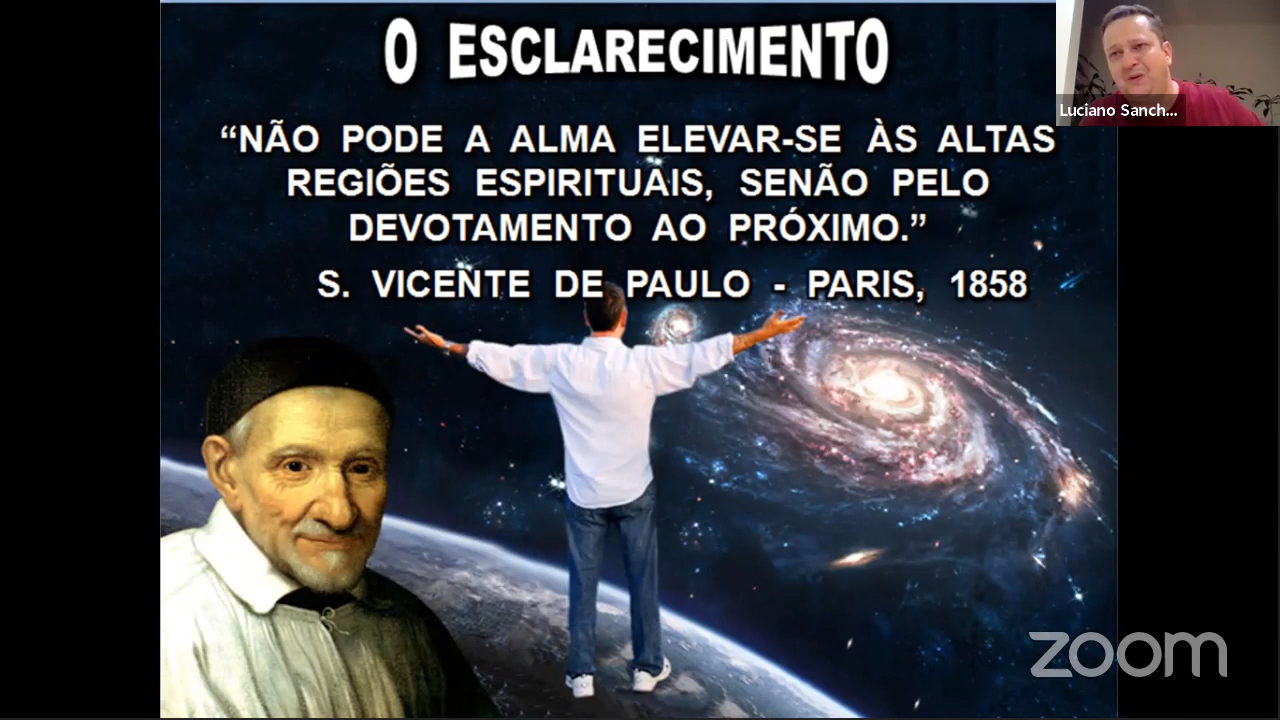 O ESCLARECIMENTO
“NÃO PODE A ALMA ELEVAR-SE ÀS ALTAS
REGIÕES ESPIRITUAIS, SENÃO PELO
DEVOTAMENTO AO PRÓXIMO.”
S. VICENTE DE PAULO - PARIS, 1858
Luciano Sanch...
zoom